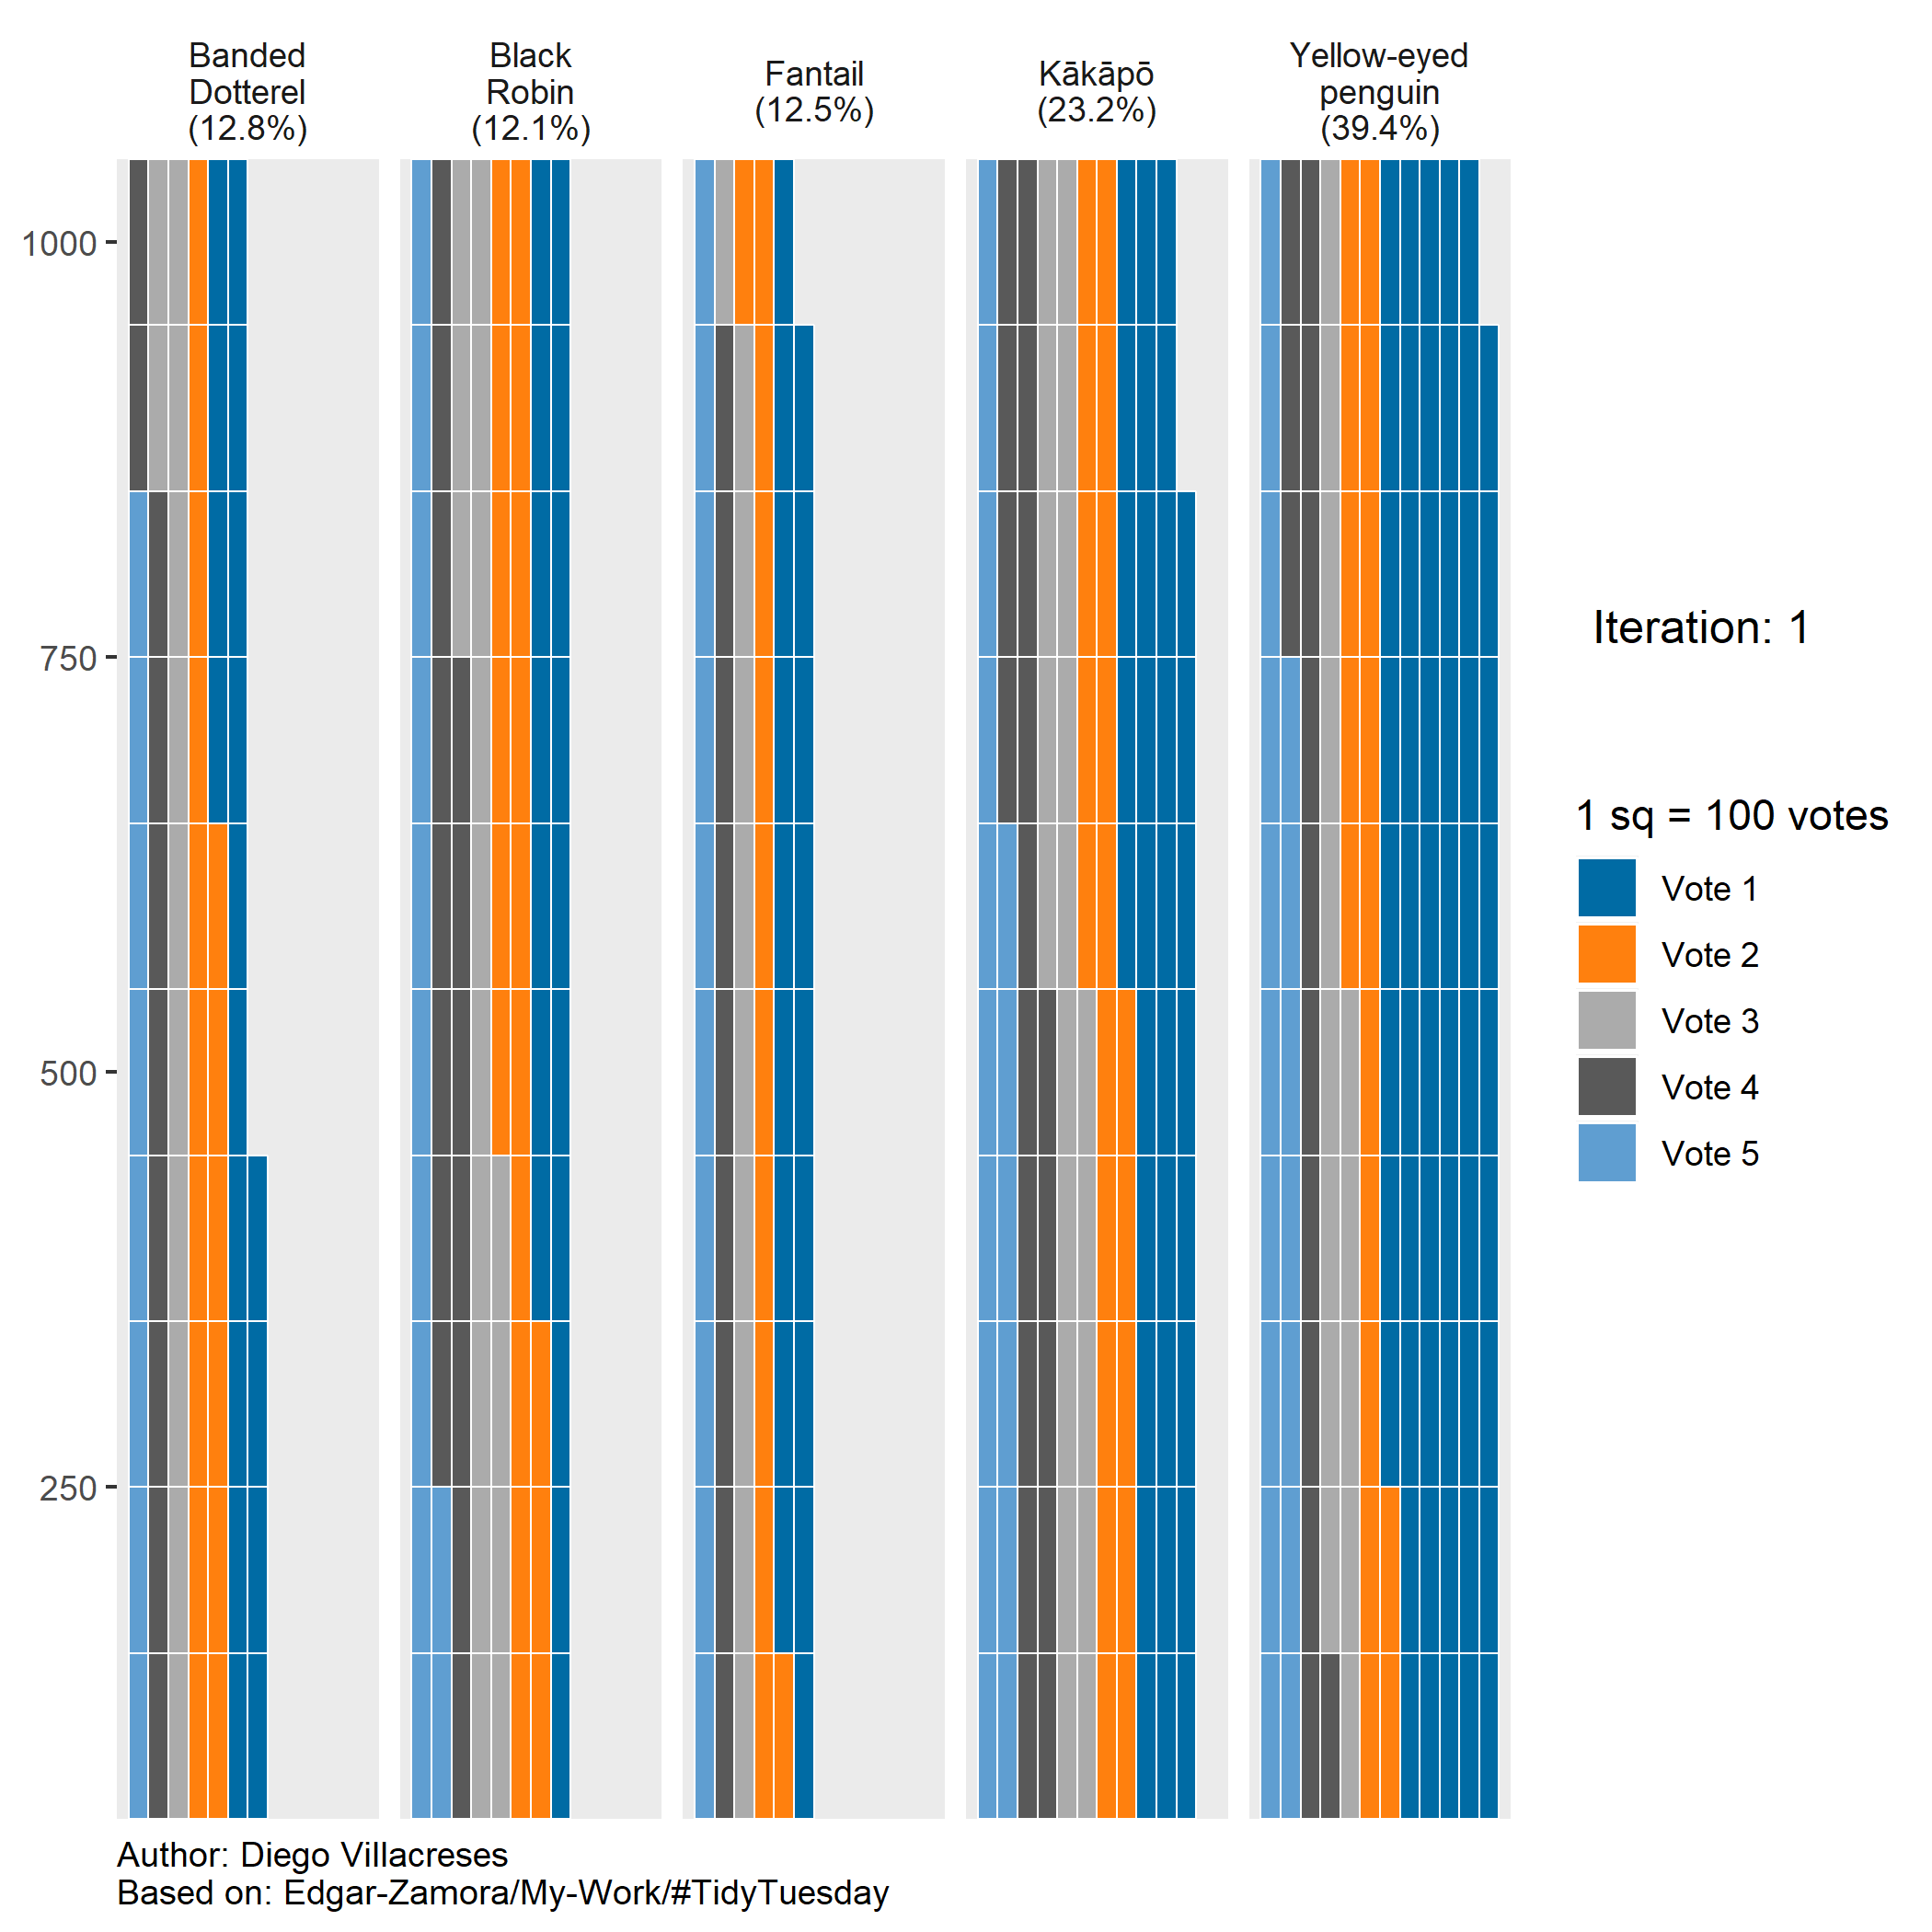 Banded
Dotterel
(12.8%)
Black
Robin
(12.1%)
Fantail
(12.5%)
Kākāpō
(23.2%)
Yellow-eyed
penguin
(39.4%)
1000
750
500
250
Iteration: 1
1 sq = 100 votes
Vote 1
Vote 2
Vote 3
Vote 4
Vote 5
Author: Diego Villacreses
Based on: Edgar-Zamora/My-Work/#TidyTuesday